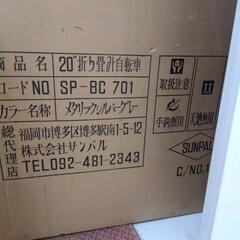 商品名 20"折り畳み自転車
コードNO SP-BC 701
カラー名称 メタリックシルバーグレー
総代理店 福岡市博多区博多駅南1-5-12
株式会社サンパル
TEL092-481-2343
取扱注意
手鉤無用
天地無用
SUNPAL
C/NO.1